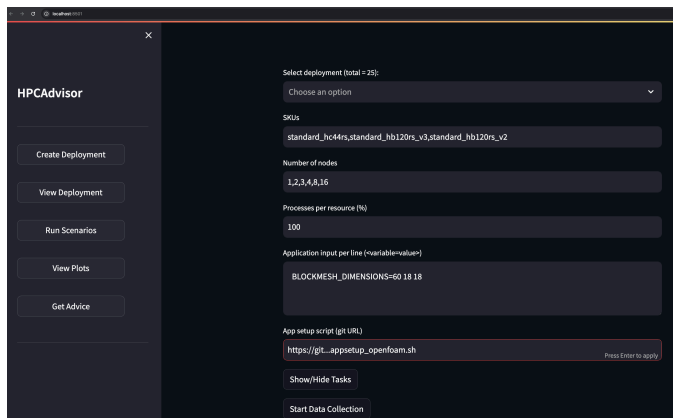 localhost:8501
HPCAdvisor
Create Deployment
View Deployment
Run Scenarios
View Plots
Get Advice
Select deployment (total = 25):
Choose an option
SKUs
standard_hc44rs,standard_hb120rs_v3,standard_hb120rs_v2
Number of nodes
1,2,3,4,8,16
Processes per resource (%)
100
Application input per line (<variable=value>)
BLOCKMESH_DIMENSIONS=60 18 18
App setup script (git URL)
https://git...appsetup_openfoam.sh
Press Enter to apply
Show/Hide Tasks
Start Data Collection